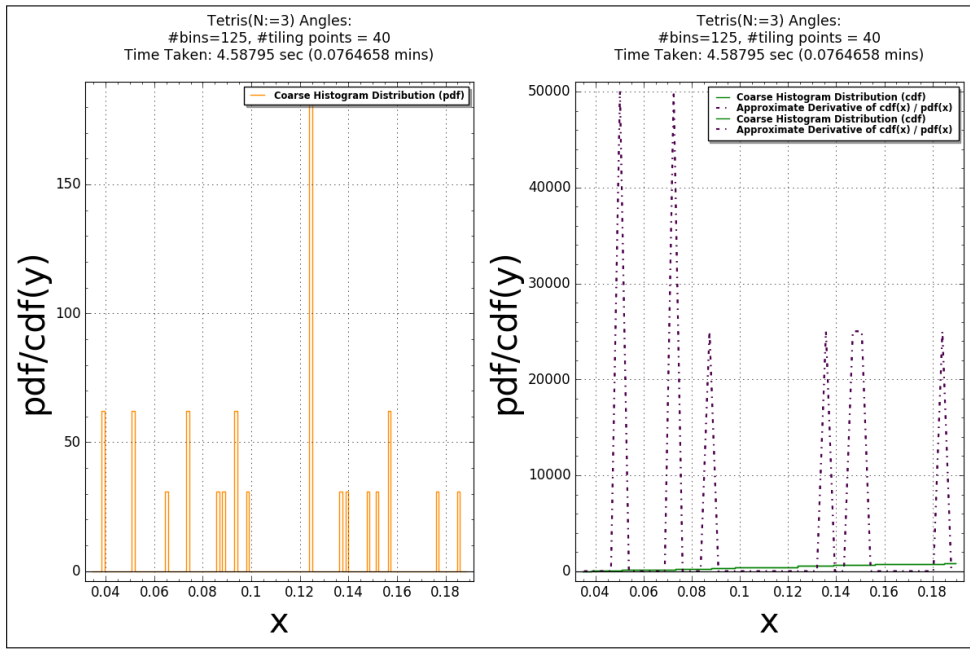 Tetris(N:=3) Angles:
#bins=125, #tiling points = 40
Time Taken: 4.58795 sec (0.0764658 mins)
Coarse Histogram Distribution (pdf)
pdf/cdf(y)
150
100
50
0
0.04 0.06 0.08 0.10 0.12 0.14 0.16 0.18
x
Tetris(N:=3) Angles:
#bins=125, #tiling points = 40
Time Taken: 4.58795 sec (0.0764658 mins)
Coarse Histogram Distribution (cdf)
Approximate Derivative of cdf(x) / pdf(x)
Coarse Histogram Distribution (cdf)
Approximate Derivative of cdf(x) / pdf(x)
pdf/cdf(y)
50000
40000
30000
20000
10000
0
0.04 0.06 0.08 0.10 0.12 0.14 0.16 0.18
x